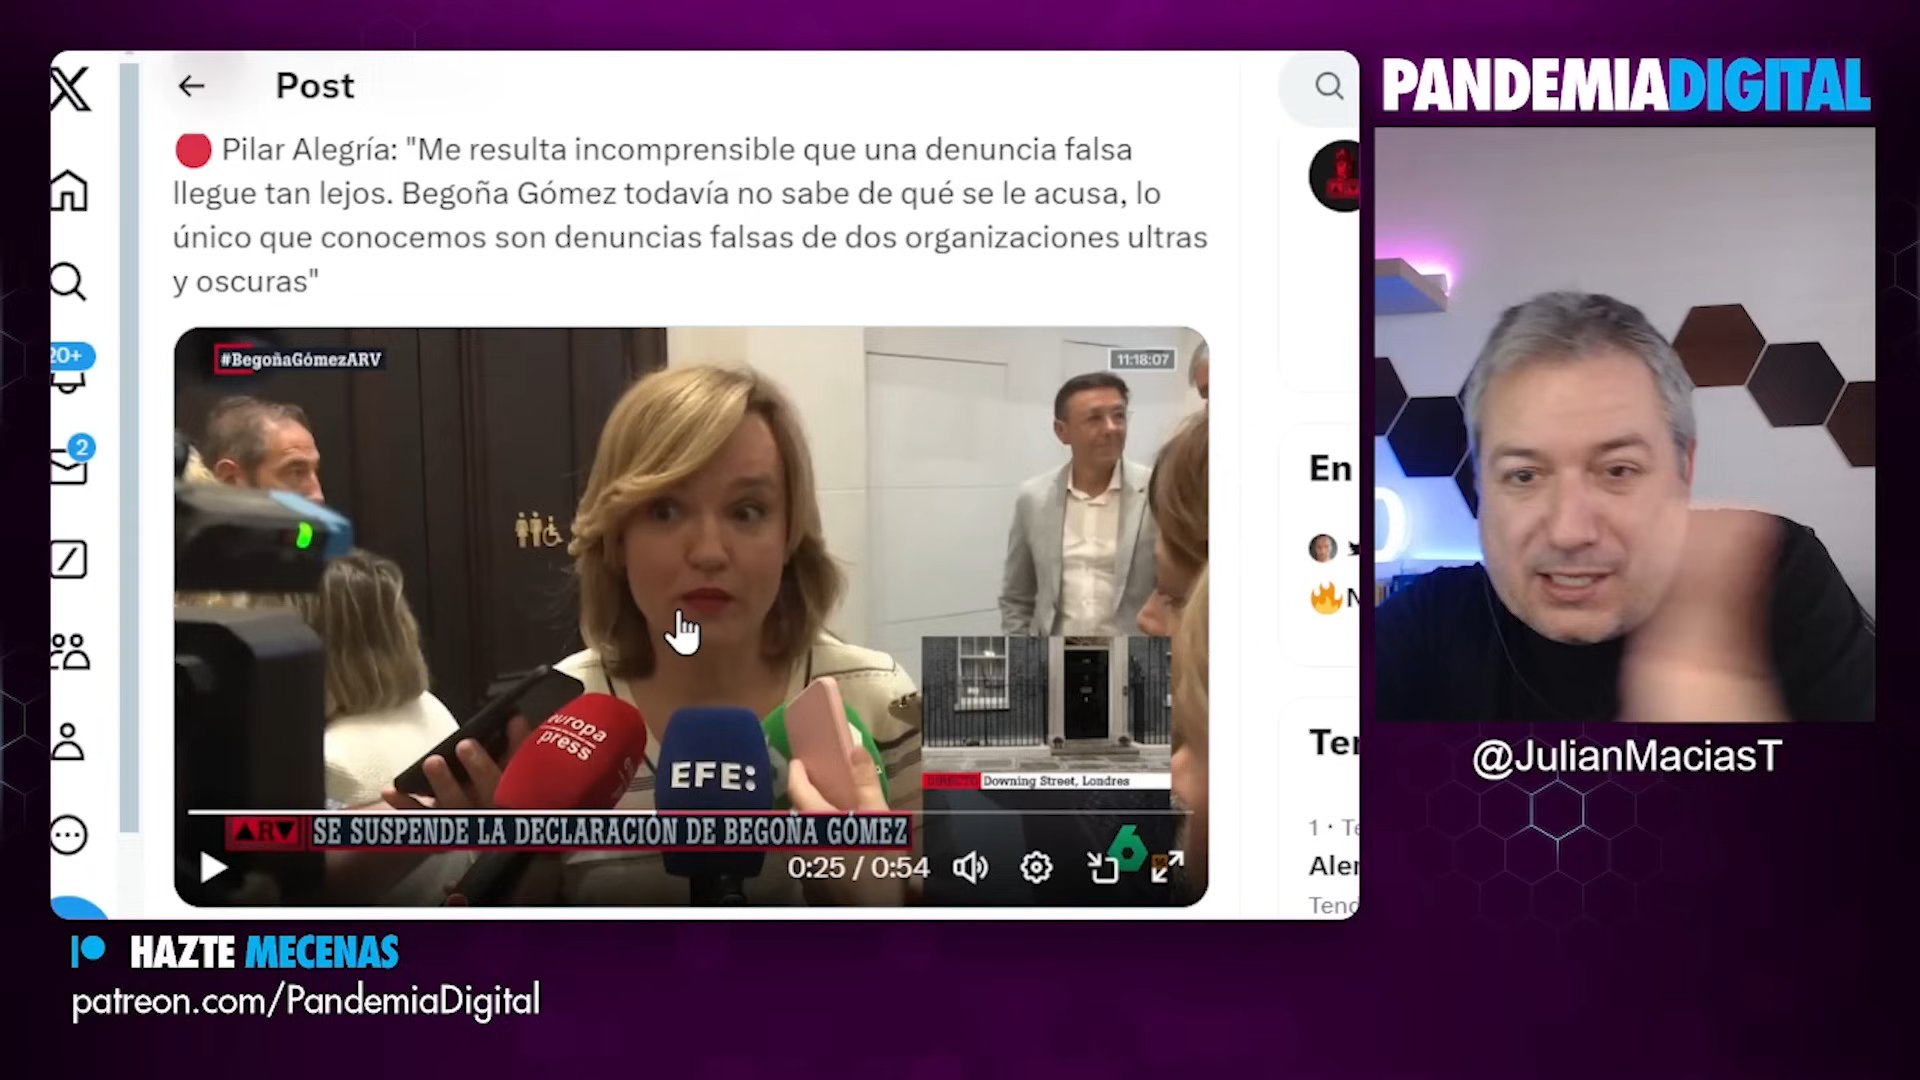 Post
🔴 Pilar Alegría: "Me resulta incomprensible que una denuncia falsa
llegue tan lejos. Begoña Gómez todavía no sabe de qué se le acusa, lo
único que conocemos son denuncias falsas de dos organizaciones ultras
y oscuras"
20+
2
#BegoñaGómezARV
11:18:07
europa
press
EFE:
DIRECTO Downing Street, Londres
ARV SE SUSPENDE LA DECLARACIÓN DE BEGOÑA GÓMEZ
6
0:25 / 0:54
En
N
Ter
1 · Te
Aler
Tend
PANDEMIADIGITAL
@JulianMaciasT
HAZTE MECENAS
patreon.com/PandemiaDigital